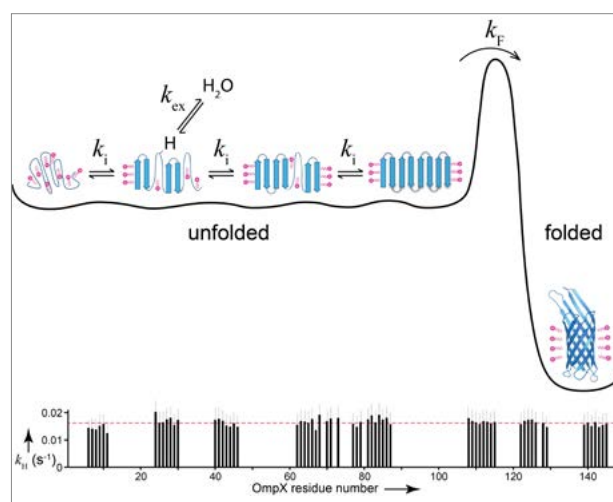 k_F
H₂O
k_ex
H
k_i k_i k_i
unfolded
folded
0.02
0.01
0
k_H (s⁻¹)
20 40 60 80 100 120 140
OmpX residue number